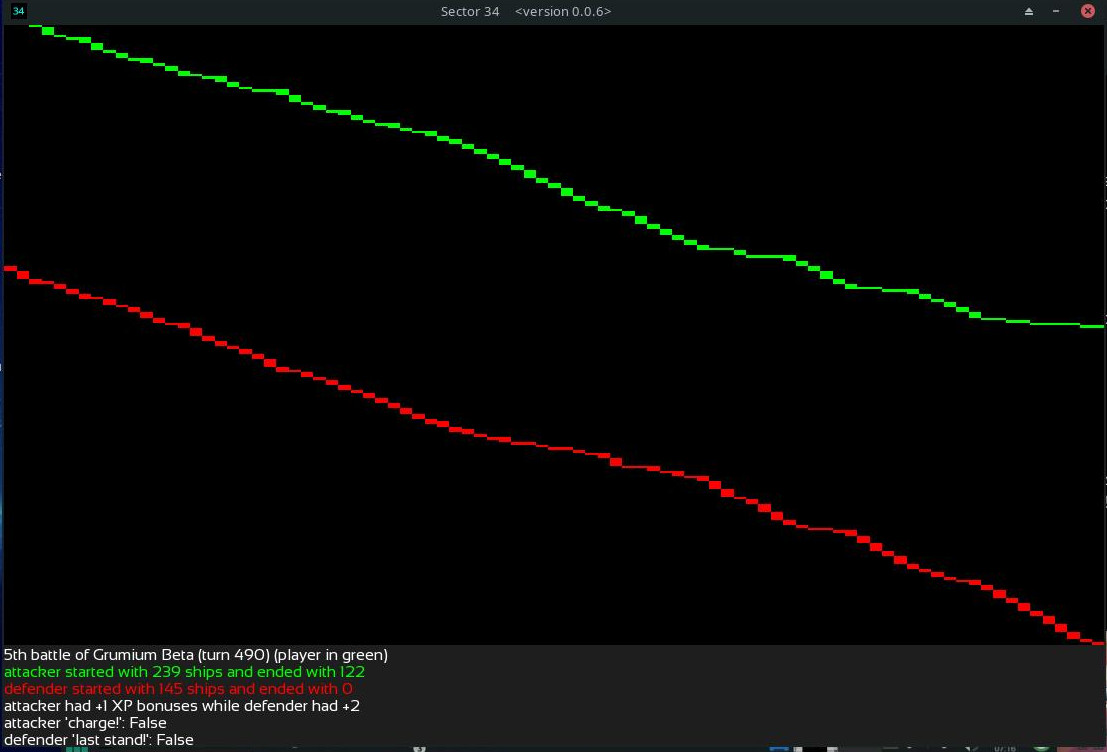 34
Sector 34 <version 0.0.6>
5th battle of Grumium Beta (turn 490) (player in green)
attacker started with 239 ships and ended with 122
defender started with 145 ships and ended with 0
attacker had +1 XP bonuses while defender had +2
attacker 'charge!': False
defender 'last stand!': False